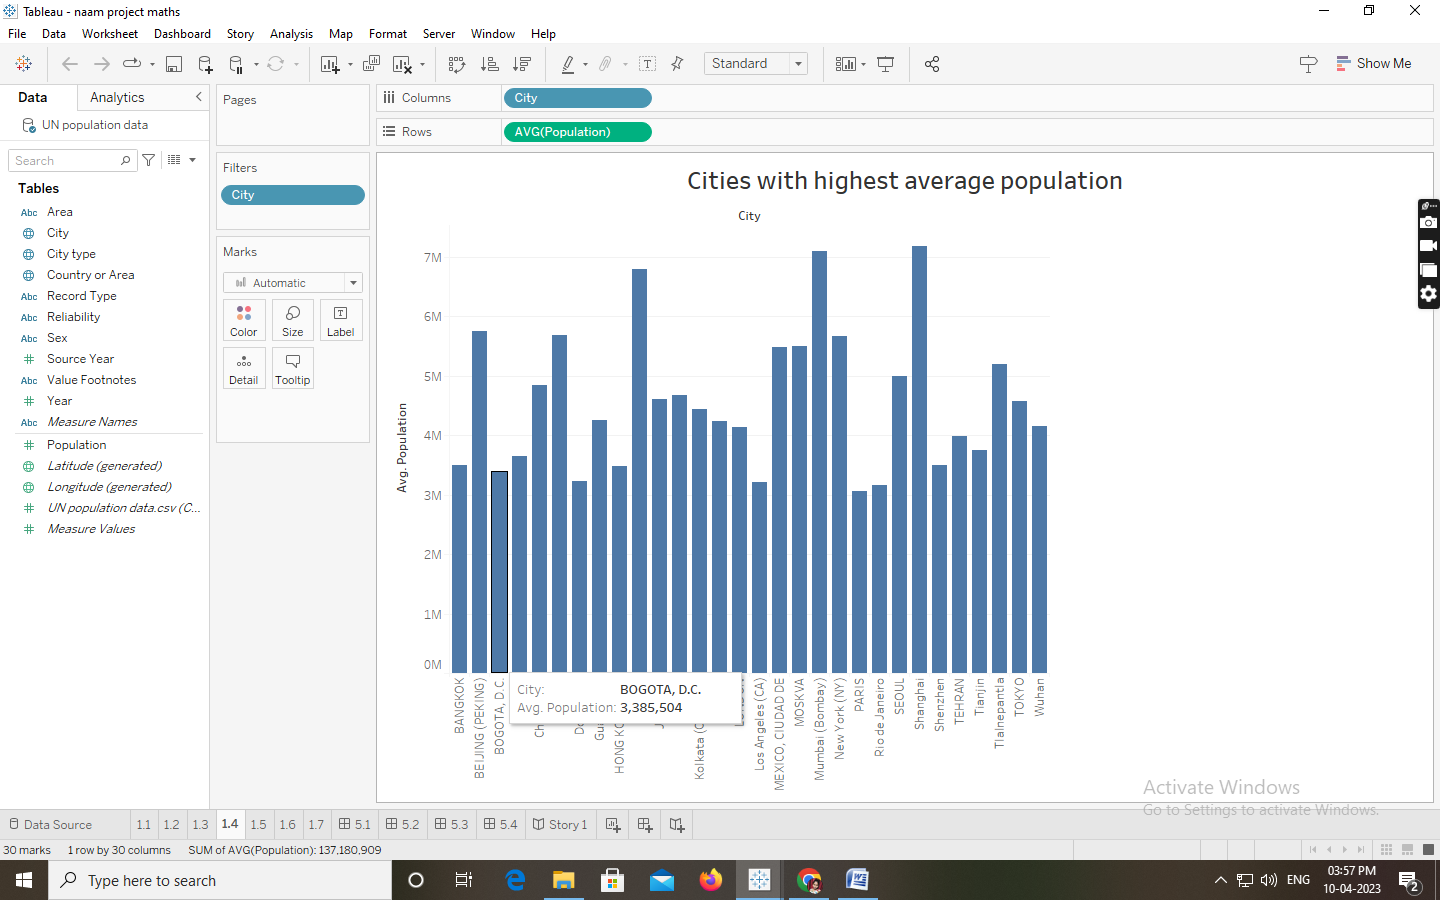 Tableau - naam project maths
File Data Worksheet Dashboard Story Analysis Map Format Server Window Help
Standard
Show Me
Data Analytics
Pages
Columns City
UN population data
Rows AVG(Population)
Search
Filters
City
Tables
Abc Area
City
City type
Country or Area
Abc Record Type
Abc Reliability
Abc Sex
Source Year
Abc Value Footnotes
Year
Abc Measure Names
Population
Latitude (generated)
Longitude (generated)
UN population data.csv (C...
Measure Values
Marks
Automatic
Color Size Label
Detail Tooltip
Cities with highest average population
City
7M
6M
5M
4M
3M
2M
1M
0M
Avg. Population
BANGKOK
BEIJING (PEKING)
BOGOTA, D.C.
HONG
Kolkata
Los Angeles (CA)
MEXICO, CIUDAD DE
MOSKVA
Mumbai (Bombay)
New York (NY)
PARIS
Rio de Janeiro
SEOUL
Shanghai
Shenzhen
TEHRAN
Tianjin
Tlalnepantla
TOKYO
Wuhan
City: BOGOTA, D.C.
Avg. Population: 3,385,504
Activate Windows
Go to Settings to activate Windows.
Data Source 1.1 1.2 1.3 1.4 1.5 1.6 1.7 5.1 5.2 5.3 5.4 Story 1
30 marks 1 row by 30 columns SUM of AVG(Population): 137,180,909
Type here to search
ENG
03:57 PM
10-04-2023
2